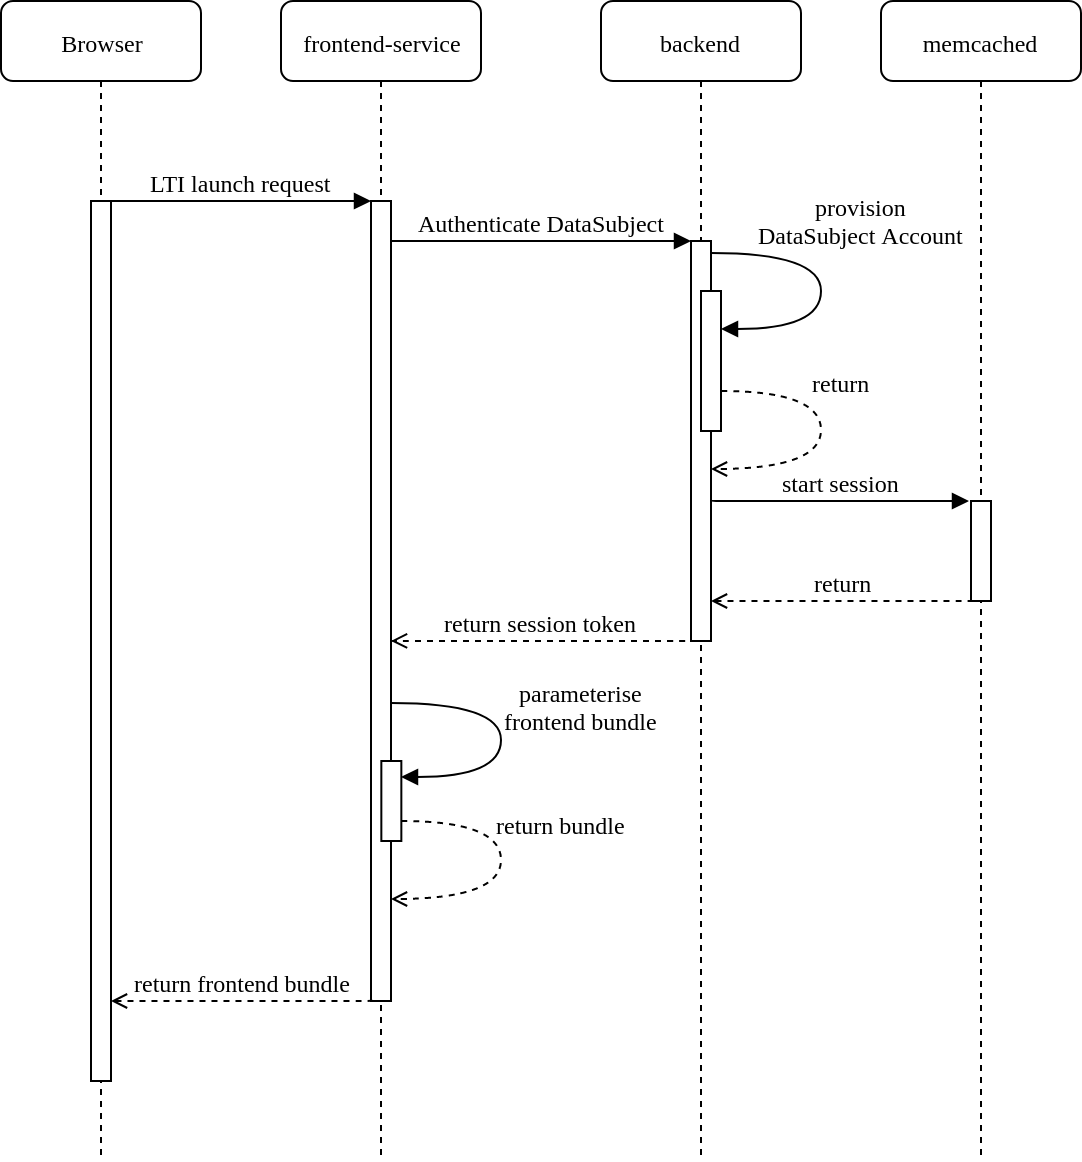 Browser
frontend-service
backend
memcached
LTI launch request
Authenticate DataSubject
provision
DataSubject Account
return
start session
return
return session token
parameterise
frontend bundle
return bundle
return frontend bundle